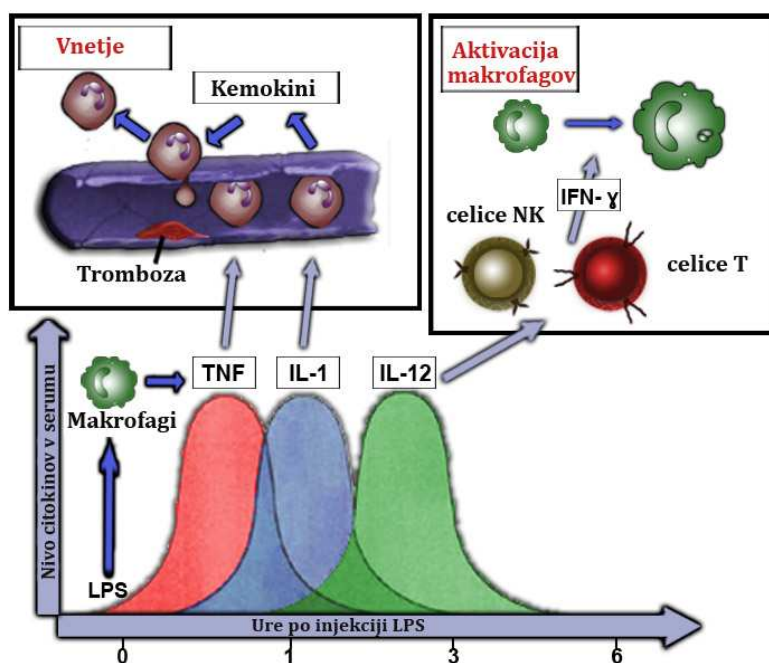 Vnetje
Kemokini
Tromboza
Aktivacija
makrofagov
IFN- ɣ
celice NK
celice T
TNF
IL-1
IL-12
Makrofagi
LPS
Nivo citokinov v serumu
Ure po injekciji LPS
0 1 3 6